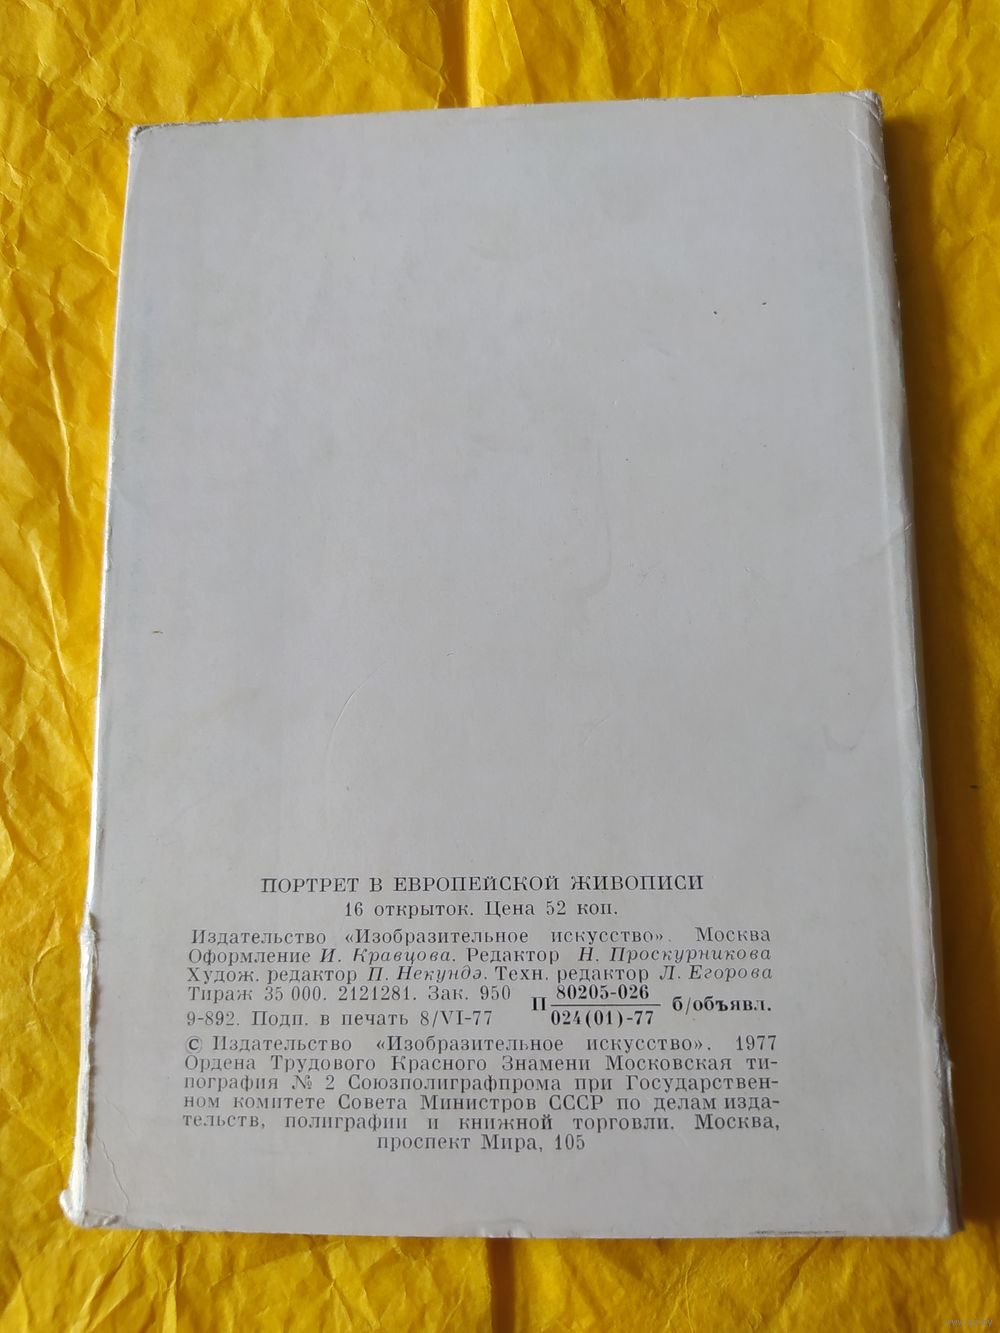 ПОРТРЕТ В ЕВРОПЕЙСКОЙ ЖИВОПИСИ
16 открыток. Цена 52 коп.
Издательство «Изобразительное искусство». Москва
Оформление И. Кравцова. Редактор Н. Проскурникова
Худож. редактор П. Некундэ. Техн. редактор Л. Егорова
Тираж 35 000. 2121281. Зак. 950
9-892. Подп. в печать 8/VI-77
П 80205-026 / 024(01)-77 б/объявл.
© Издательство «Изобразительное искусство». 1977
Ордена Трудового Красного Знамени Московская ти-
пография № 2 Союзполиграфпрома при Государствен-
ном комитете Совета Министров СССР по делам изда-
тельств, полиграфии и книжной торговли. Москва,
проспект Мира, 105